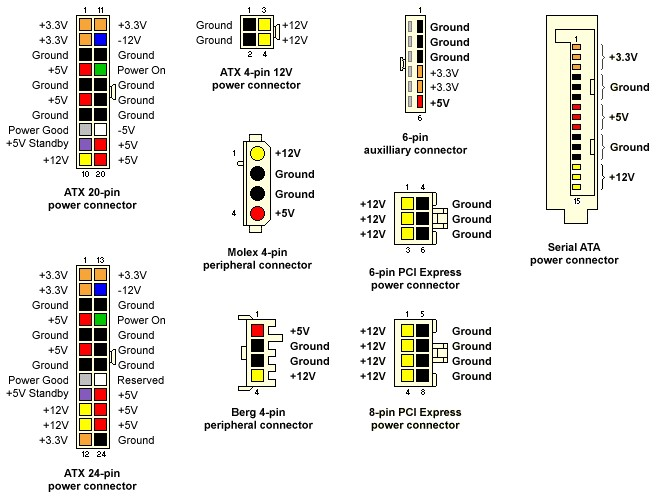 1 11
+3.3V +3.3V
+3.3V -12V
Ground Ground
+5V Power On
Ground Ground
+5V Ground
Ground Ground
Power Good -5V
+5V Standby +5V
+12V +5V
10 20
ATX 20-pin
power connector
1 3
Ground +12V
Ground +12V
2 4
ATX 4-pin 12V
power connector
1
Ground
Ground
Ground
+3.3V
+3.3V
+5V
6
6-pin
auxilliary connector
1
+3.3V
Ground
+5V
Ground
+12V
15
Serial ATA
power connector
1
+12V
Ground
Ground
4
+5V
Molex 4-pin
peripheral connector
1 4
+12V Ground
+12V Ground
+12V Ground
3 6
6-pin PCI Express
power connector
1 13
+3.3V +3.3V
+3.3V -12V
Ground Ground
+5V Power On
Ground Ground
+5V Ground
Ground Ground
Power Good Reserved
+5V Standby +5V
+12V +5V
+12V +5V
+3.3V Ground
12 24
ATX 24-pin
power connector
1
+5V
Ground
Ground
+12V
4
Berg 4-pin
peripheral connector
1 5
+12V Ground
+12V Ground
+12V Ground
+12V Ground
4 8
8-pin PCI Express
power connector